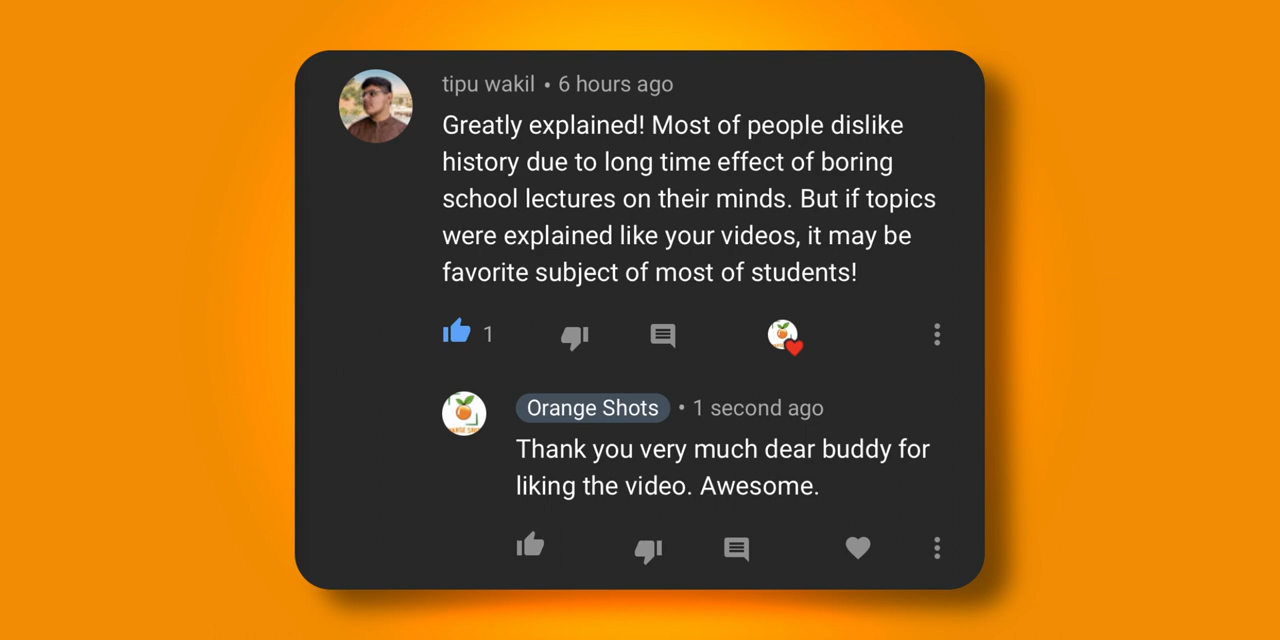 tipu wakil • 6 hours ago
Greatly explained! Most of people dislike
history due to long time effect of boring
school lectures on their minds. But if topics
were explained like your videos, it may be
favorite subject of most of students!
1
Orange Shots • 1 second ago
Thank you very much dear buddy for
liking the video. Awesome.